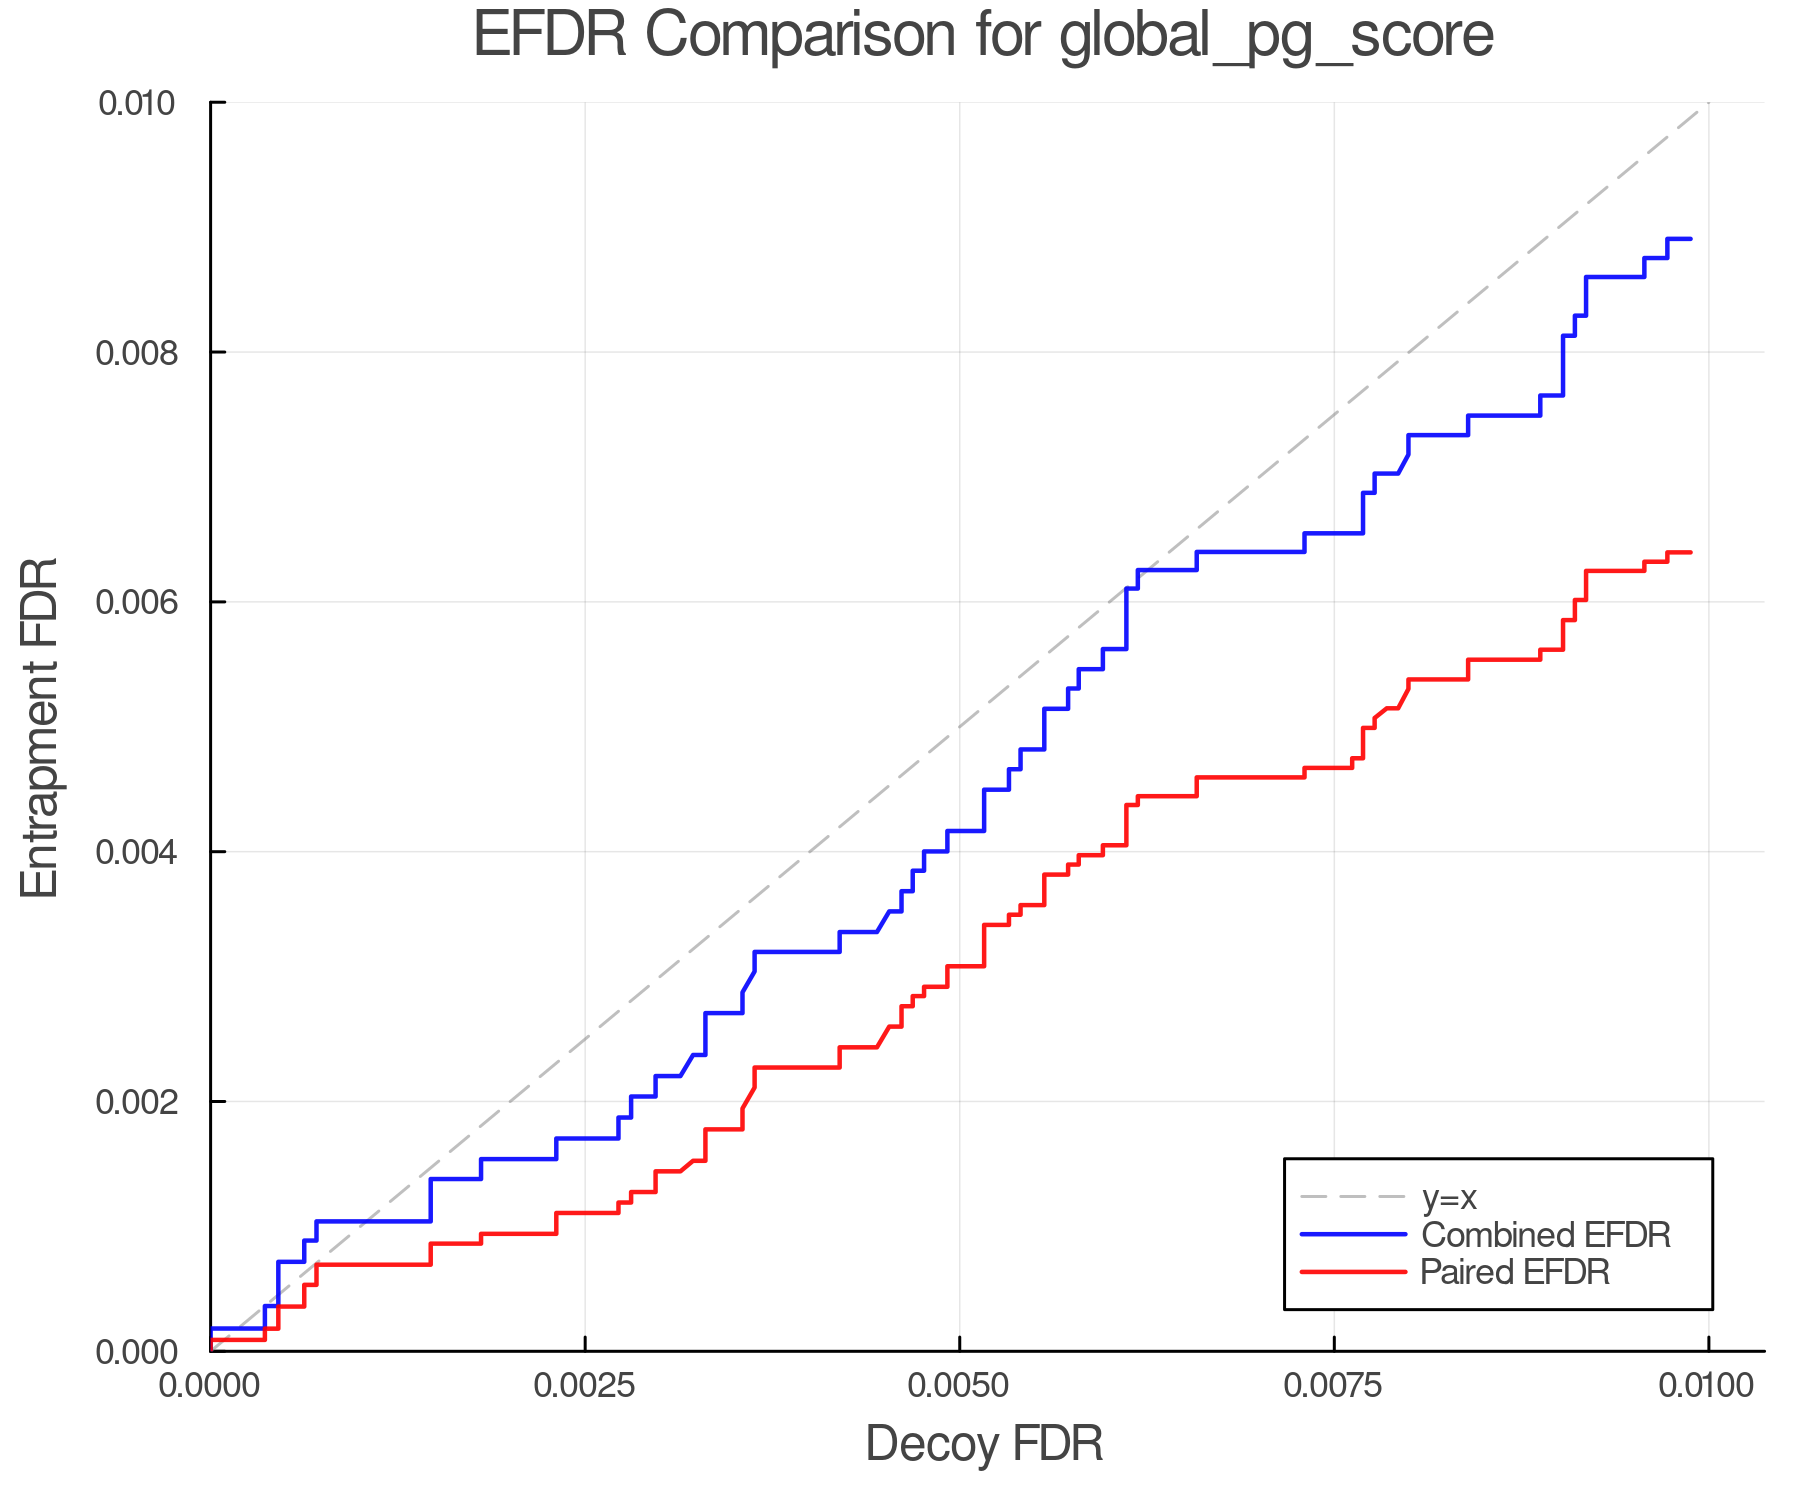 EFDR Comparison for global_pg_score
0.010
0.008
0.006
0.004
0.002
0.000
Entrapment FDR
0.0000
0.0025
0.0050
0.0075
0.0100
Decoy FDR
y=x
Combined EFDR
Paired EFDR